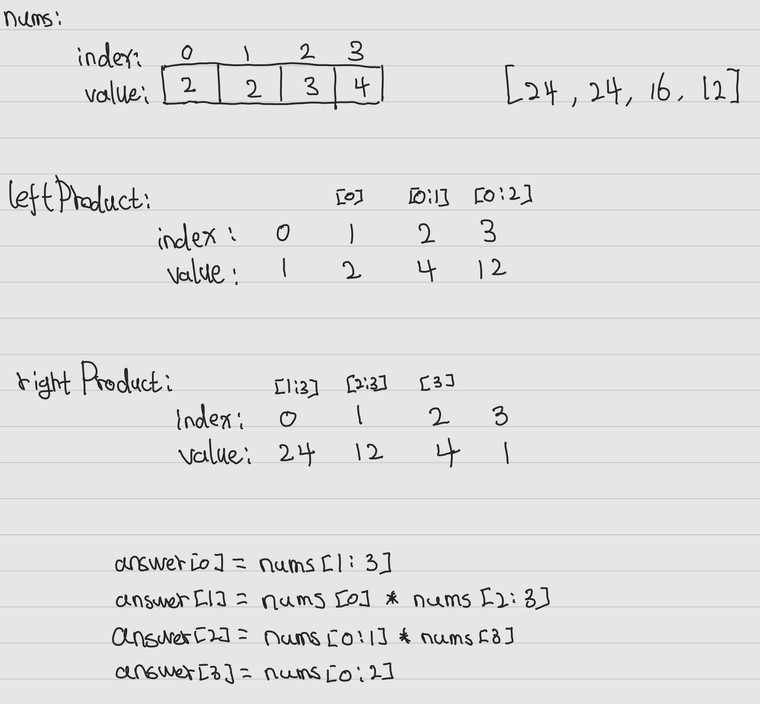 nums:
index: 0 1 2 3
value: 2 2 3 4
[24, 24, 16, 12]
leftProduct: [0] [0:1] [0:2]
index: 0 1 2 3
value: 1 2 4 12
right Product: [1:3] [2:3] [3]
index: 0 1 2 3
value: 24 12 4 1
answer[0] = nums [1: 3]
answer [1] = nums [0] * nums [2:3]
answer[2] = nums [0:1] * nums [3]
answer [3] = nums [0:2]